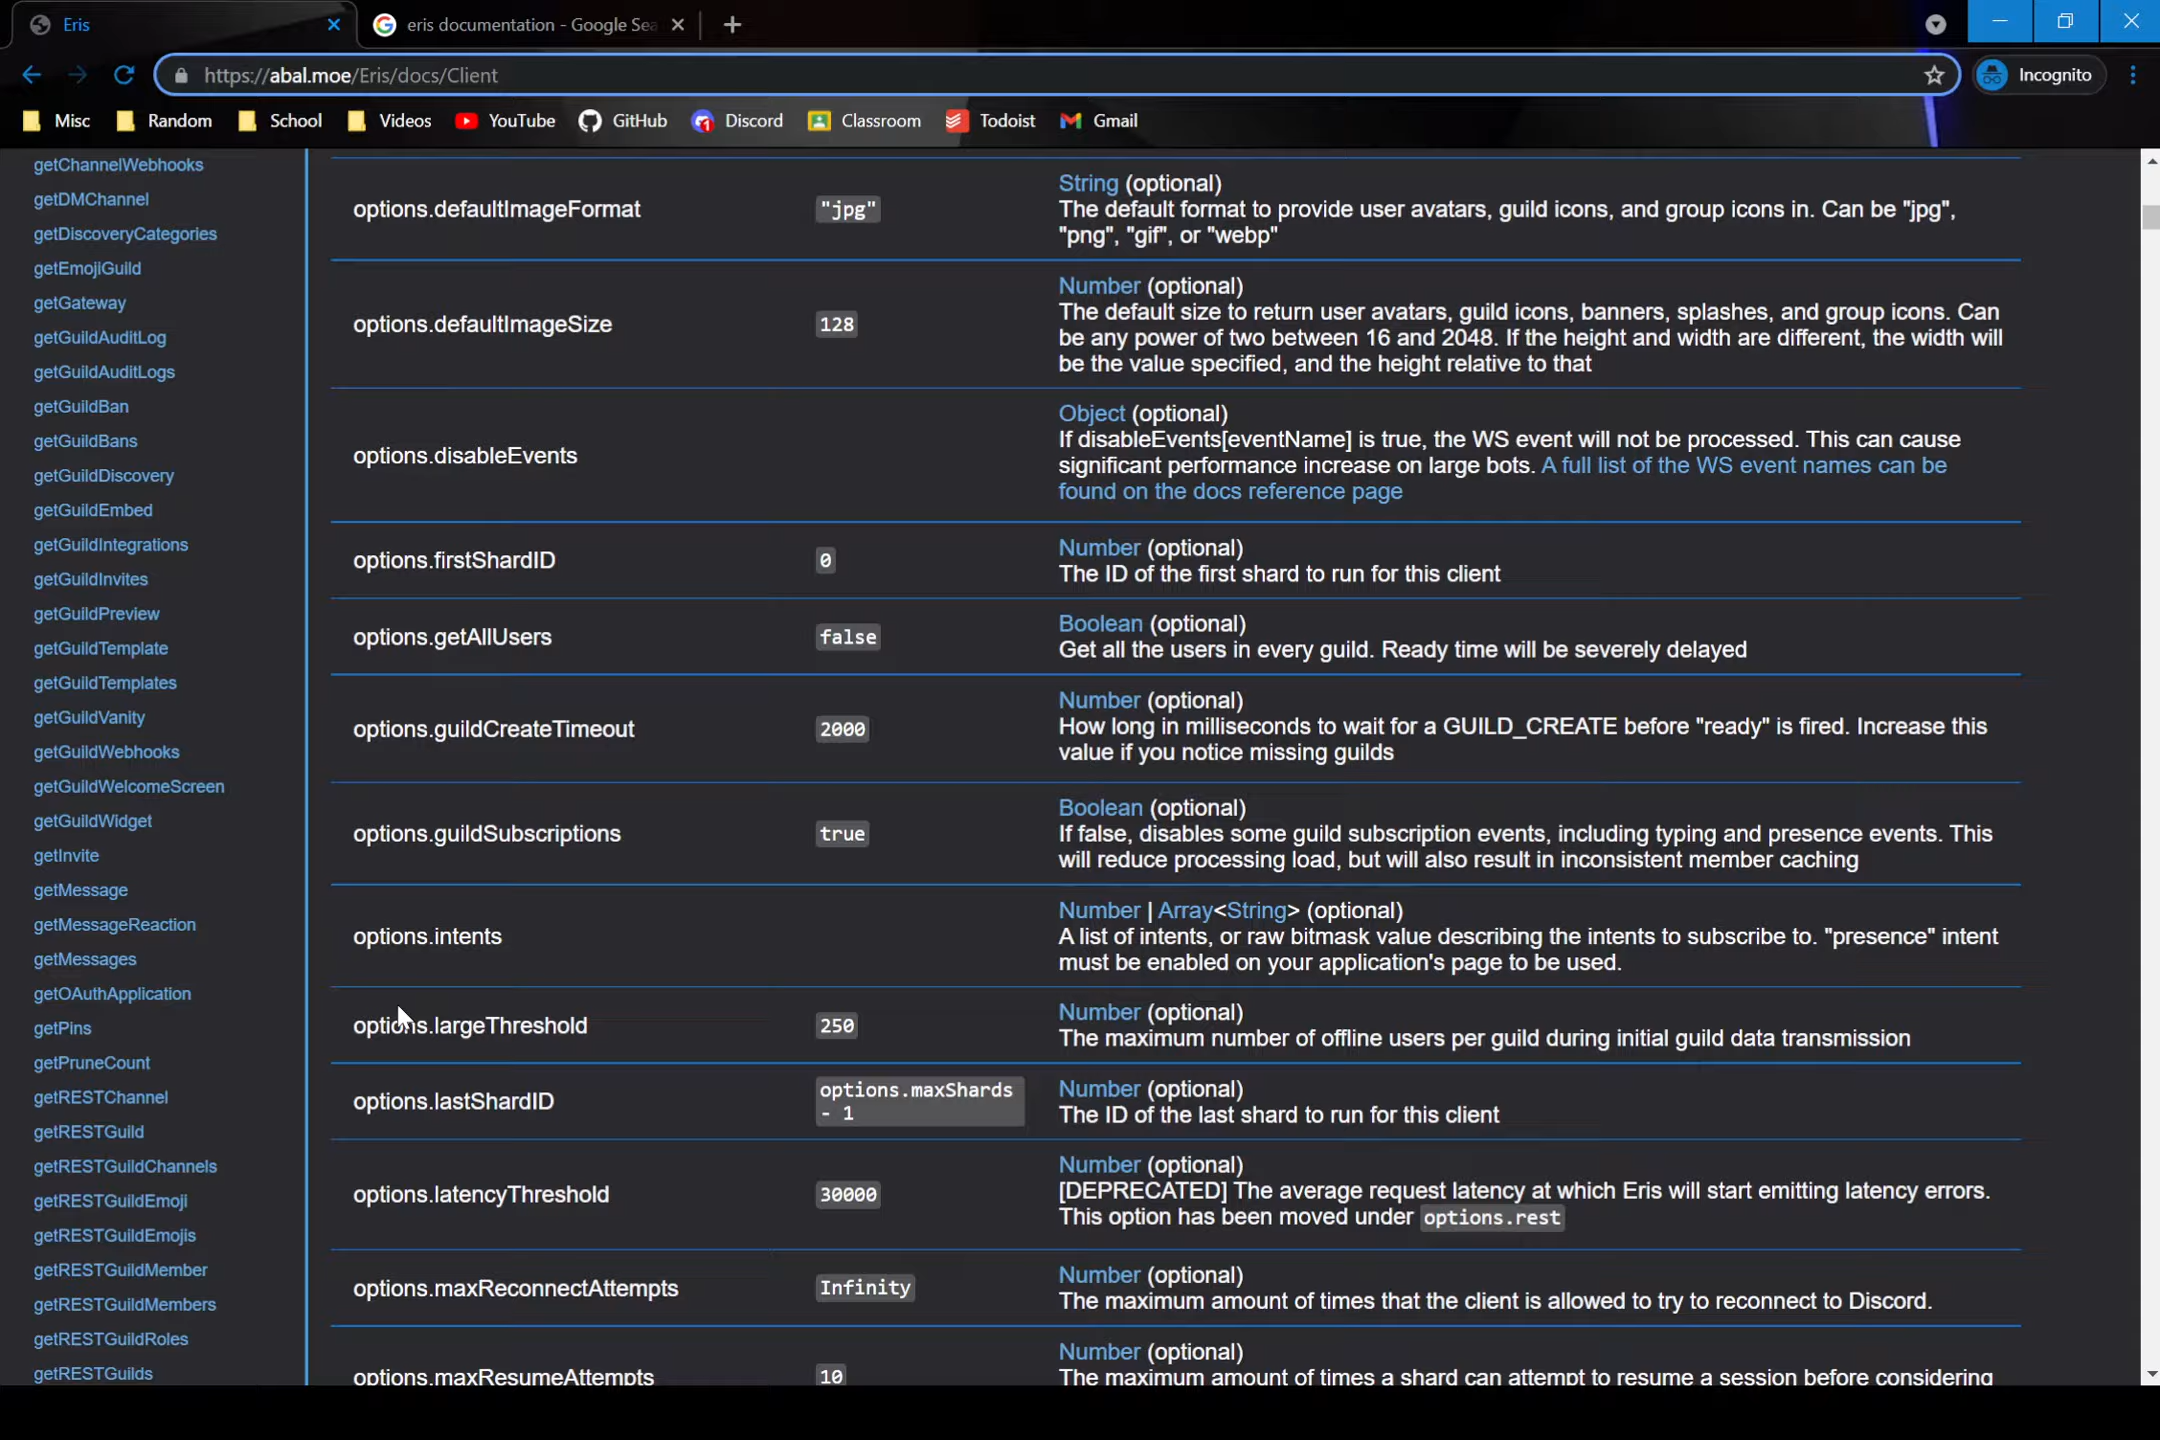 Eris
eris documentation - Google Sea
https://abal.moe/Eris/docs/Client
Incognito
Misc
Random
School
Videos
YouTube
GitHub
Discord
Classroom
Todoist
Gmail
getChannelWebhooks
getDMChannel
getDiscoveryCategories
getEmojiGuild
getGateway
getGuildAuditLog
getGuildAuditLogs
getGuildBan
getGuildBans
getGuildDiscovery
getGuildEmbed
getGuildIntegrations
getGuildInvites
getGuildPreview
getGuildTemplate
getGuildTemplates
getGuildVanity
getGuildWebhooks
getGuildWelcomeScreen
getGuildWidget
getInvite
getMessage
getMessageReaction
getMessages
getOAuthApplication
getPins
getPruneCount
getRESTChannel
getRESTGuild
getRESTGuildChannels
getRESTGuildEmoji
getRESTGuildEmojis
getRESTGuildMember
getRESTGuildMembers
getRESTGuildRoles
getRESTGuilds
options.defaultImageFormat
"jpg"
String (optional)
The default format to provide user avatars, guild icons, and group icons in. Can be "jpg",
"png", "gif", or "webp"
options.defaultImageSize
128
Number (optional)
The default size to return user avatars, guild icons, banners, splashes, and group icons. Can
be any power of two between 16 and 2048. If the height and width are different, the width will
be the value specified, and the height relative to that
options.disableEvents
Object (optional)
If disableEvents[eventName] is true, the WS event will not be processed. This can cause
significant performance increase on large bots. A full list of the WS event names can be
found on the docs reference page
options.firstShardID
0
Number (optional)
The ID of the first shard to run for this client
options.getAllUsers
false
Boolean (optional)
Get all the users in every guild. Ready time will be severely delayed
options.guildCreateTimeout
2000
Number (optional)
How long in milliseconds to wait for a GUILD_CREATE before "ready" is fired. Increase this
value if you notice missing guilds
options.guildSubscriptions
true
Boolean (optional)
If false, disables some guild subscription events, including typing and presence events. This
will reduce processing load, but will also result in inconsistent member caching
options.intents
Number | Array<String> (optional)
A list of intents, or raw bitmask value describing the intents to subscribe to. "presence" intent
must be enabled on your application's page to be used.
options.largeThreshold
250
Number (optional)
The maximum number of offline users per guild during initial guild data transmission
options.lastShardID
options.maxShards
- 1
Number (optional)
The ID of the last shard to run for this client
options.latencyThreshold
30000
Number (optional)
[DEPRECATED] The average request latency at which Eris will start emitting latency errors.
This option has been moved under options.rest
options.maxReconnectAttempts
Infinity
Number (optional)
The maximum amount of times that the client is allowed to try to reconnect to Discord.
options.maxResumeAttempts
10
Number (optional)
The maximum amount of times a shard can attempt to resume a session before considering